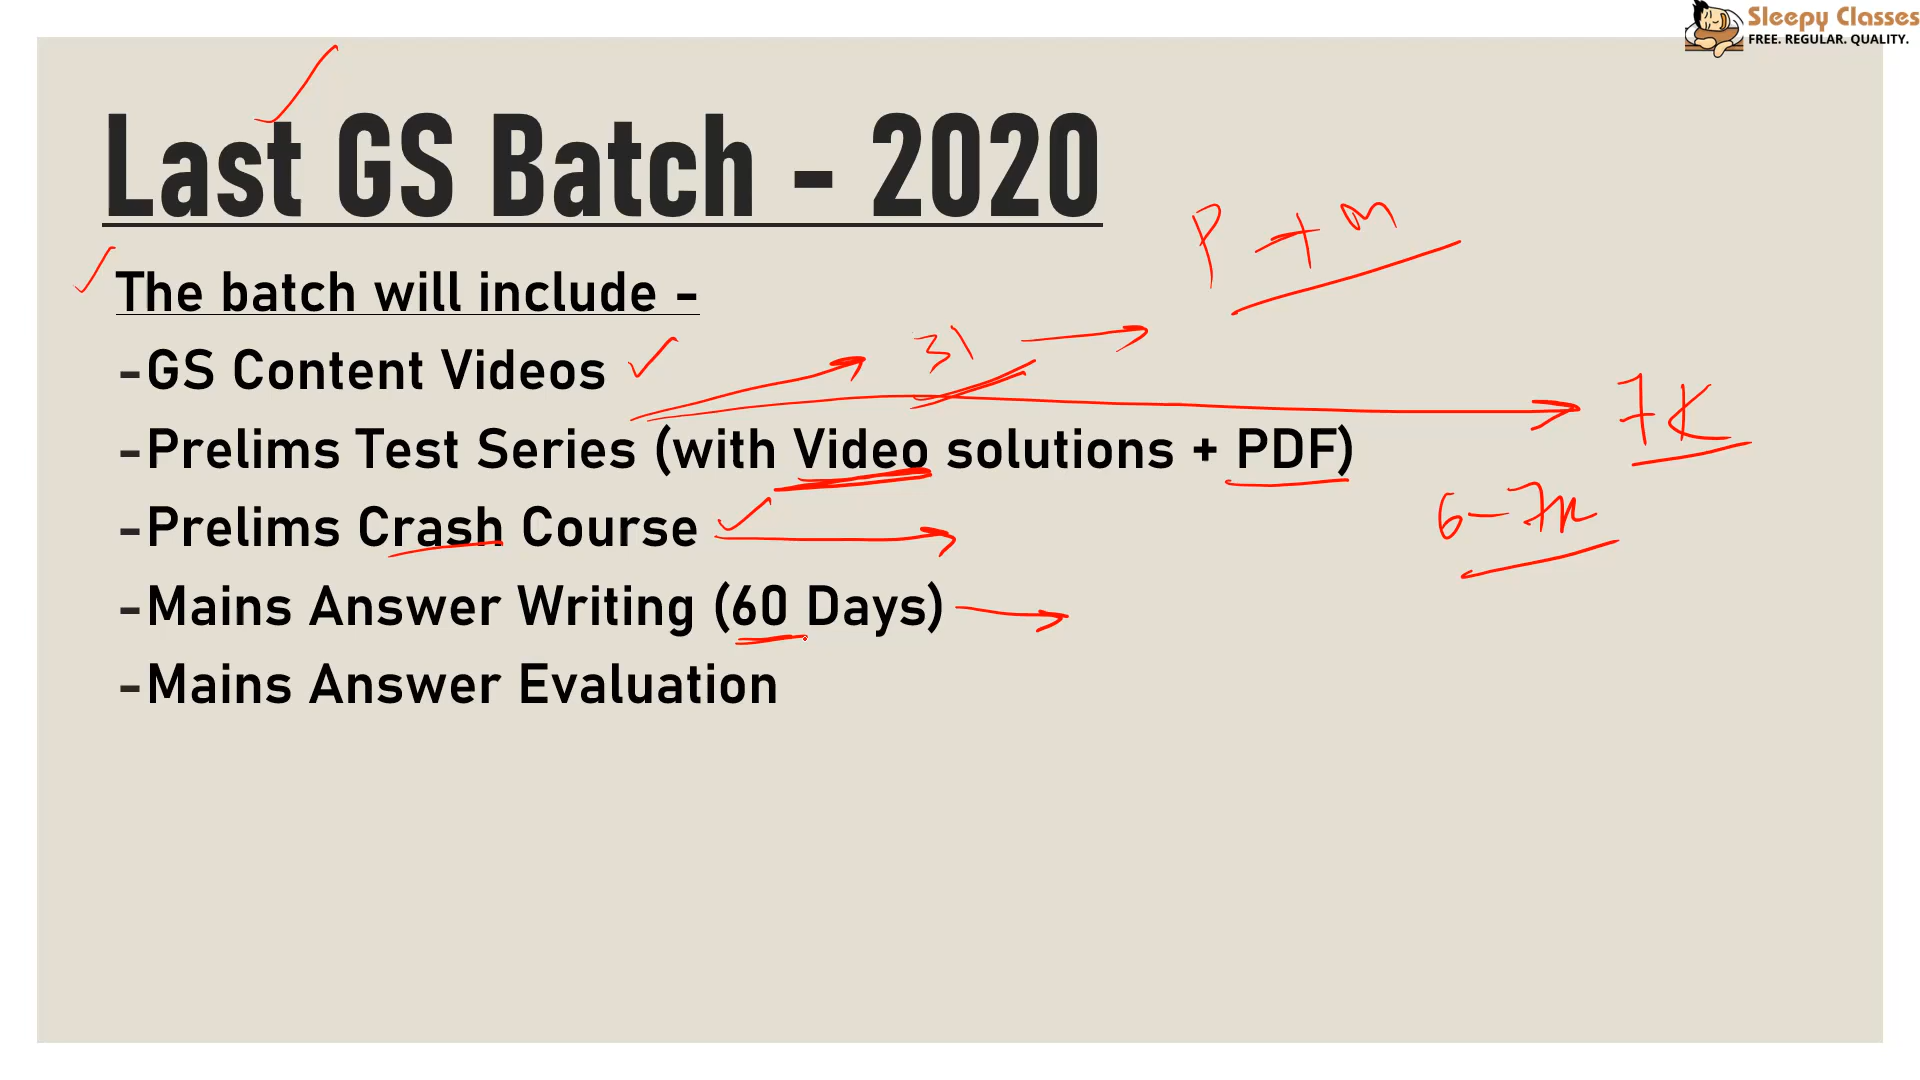 Sleepy Classes
FREE. REGULAR. QUALITY.
Last GS Batch - 2020
P + m
The batch will include -
31
-GS Content Videos
7K
-Prelims Test Series (with Video solutions + PDF)
6-7k
-Prelims Crash Course
-Mains Answer Writing (60 Days)
-Mains Answer Evaluation